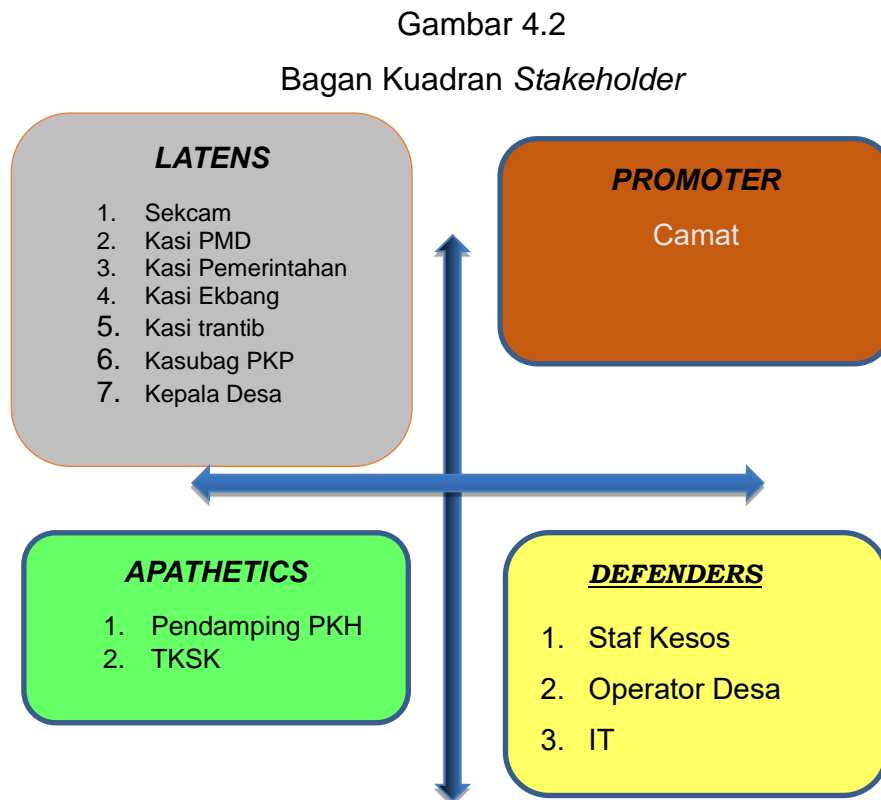 Gambar 4.2
Bagan Kuadran Stakeholder
LATENS
1. Sekcam
2. Kasi PMD
3. Kasi Pemerintahan
4. Kasi Ekbang
5. Kasi trantib
6. Kasubag PKP
7. Kepala Desa
PROMOTER
Camat
APATHETICS
1. Pendamping PKH
2. TKSK
DEFENDERS
1. Staf Kesos
2. Operator Desa
3. IT